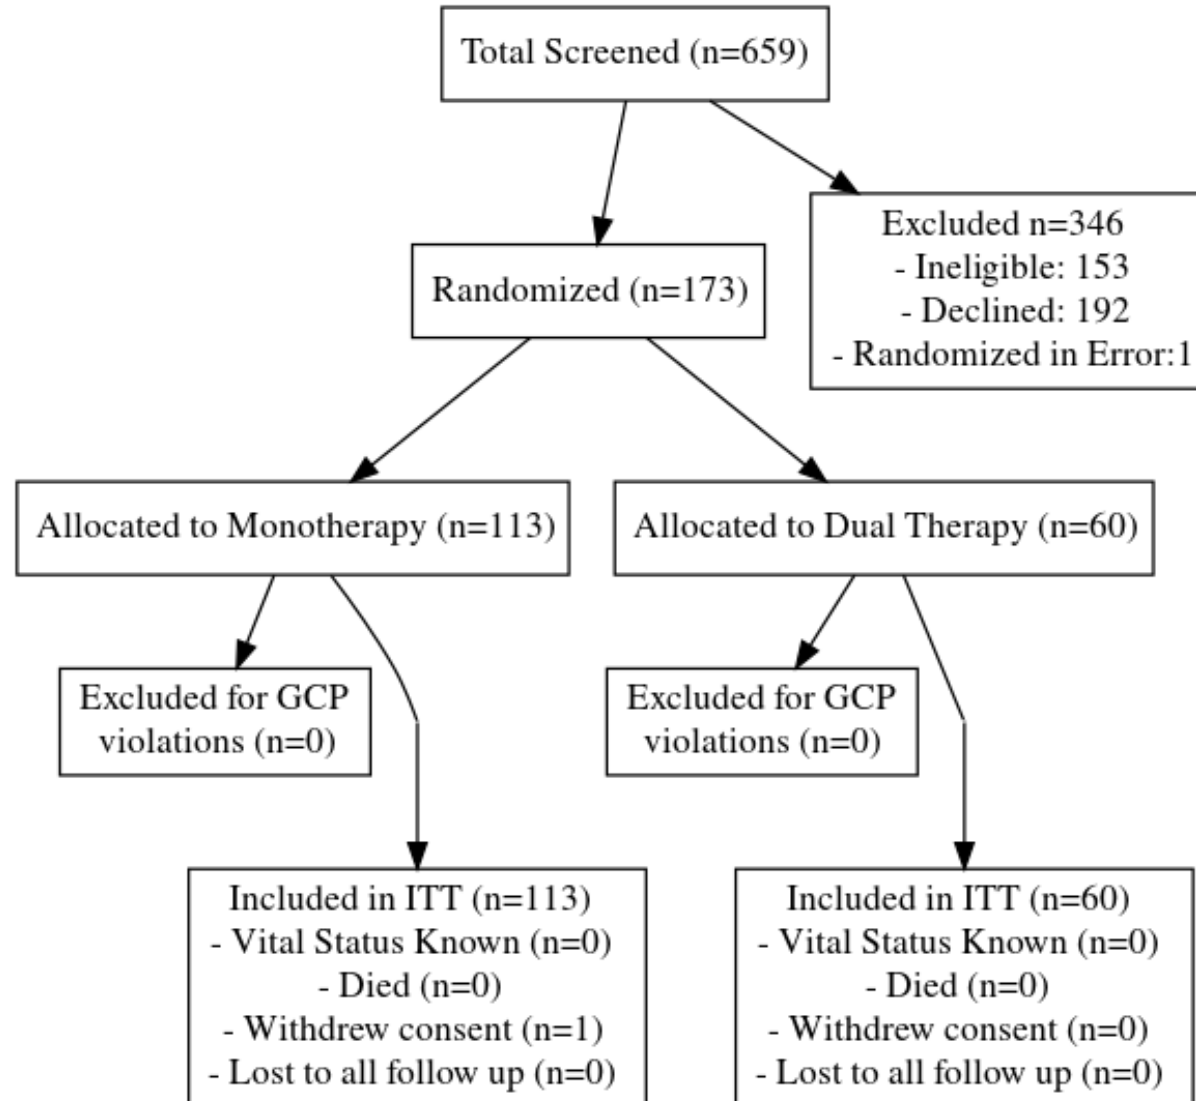 Total Screened (n=659)
Excluded n=346
- Ineligible: 153
- Declined: 192
- Randomized in Error:1
Randomized (n=173)
Allocated to Monotherapy (n=113)
Allocated to Dual Therapy (n=60)
Excluded for GCP
violations (n=0)
Excluded for GCP
violations (n=0)
Included in ITT (n=113)
- Vital Status Known (n=0)
- Died (n=0)
- Withdrew consent (n=1)
- Lost to all follow up (n=0)
Included in ITT (n=60)
- Vital Status Known (n=0)
- Died (n=0)
- Withdrew consent (n=0)
- Lost to all follow up (n=0)